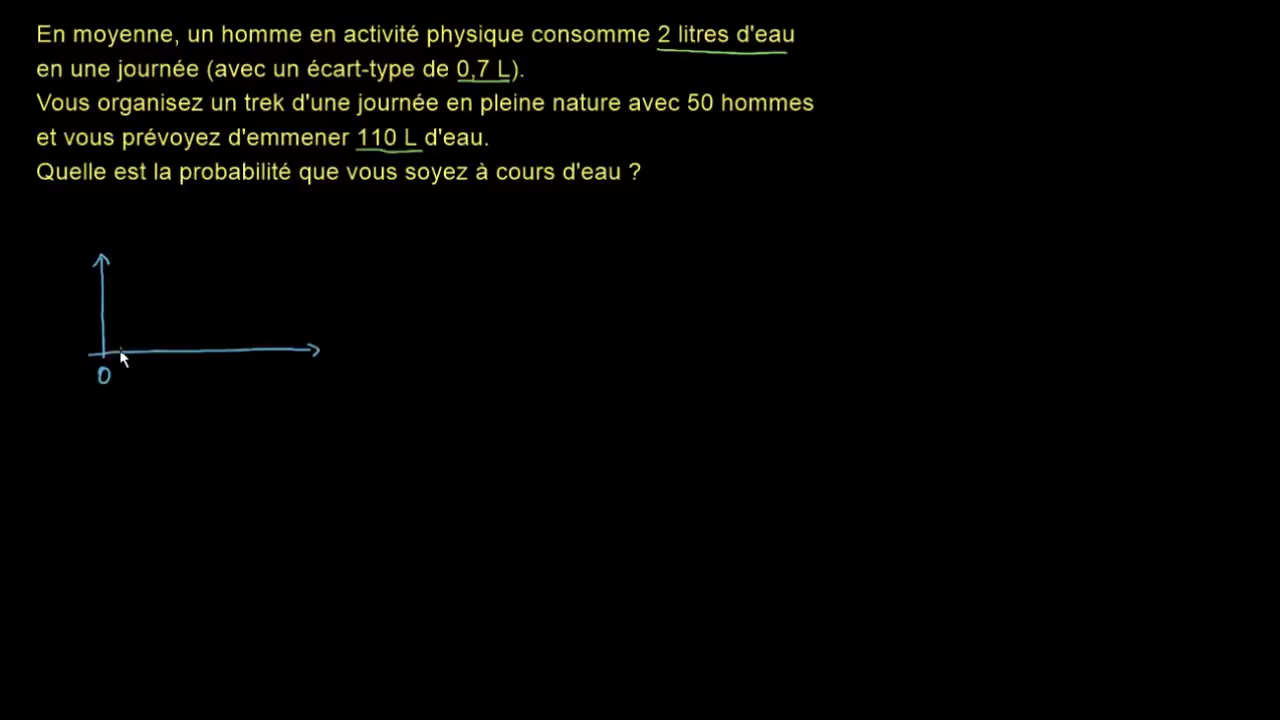 En moyenne, un homme en activité physique consomme 2 litres d'eau
en une journée (avec un écart-type de 0,7 L).
Vous organisez un trek d'une journée en pleine nature avec 50 hommes
et vous prévoyez d'emmener 110 L d'eau.
Quelle est la probabilité que vous soyez à cours d'eau ?
0